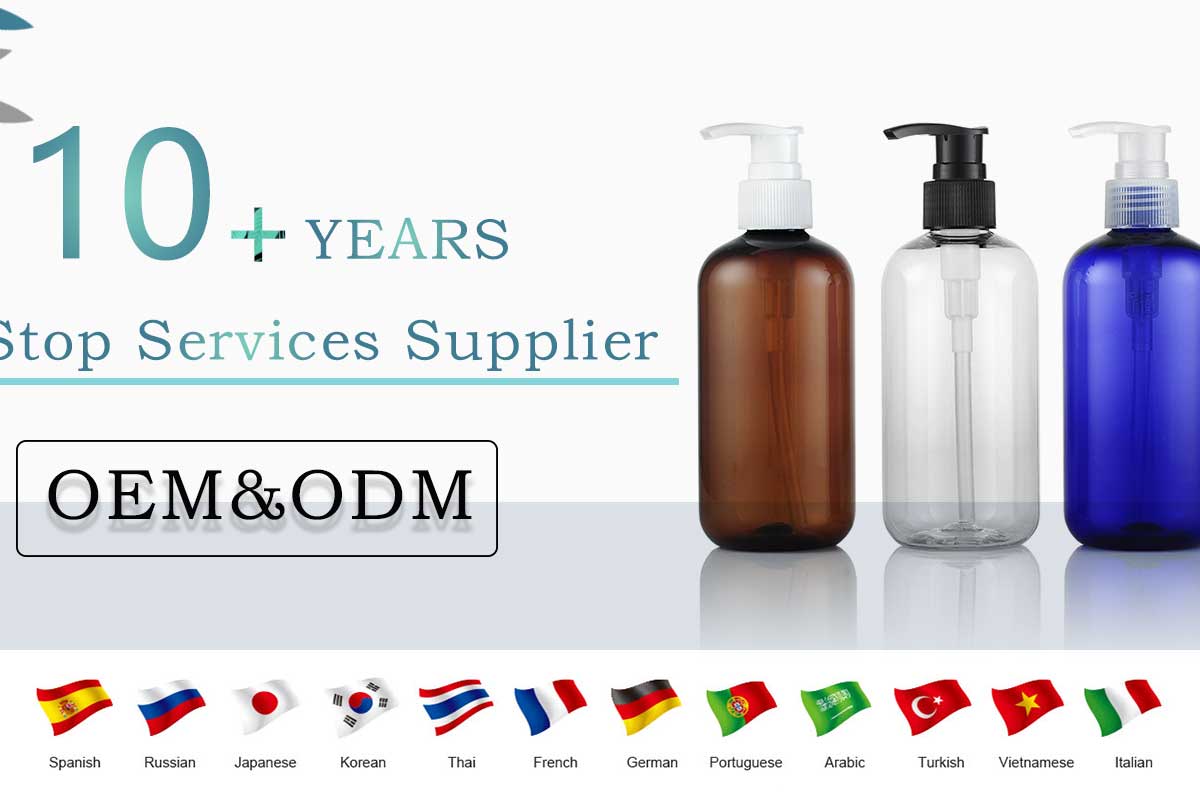 10+ YEARS
Stop Services Supplier
OEM&ODM
Spanish Russian Japanese Korean Thai French German Portuguese Arabic Turkish Vietnamese Italian